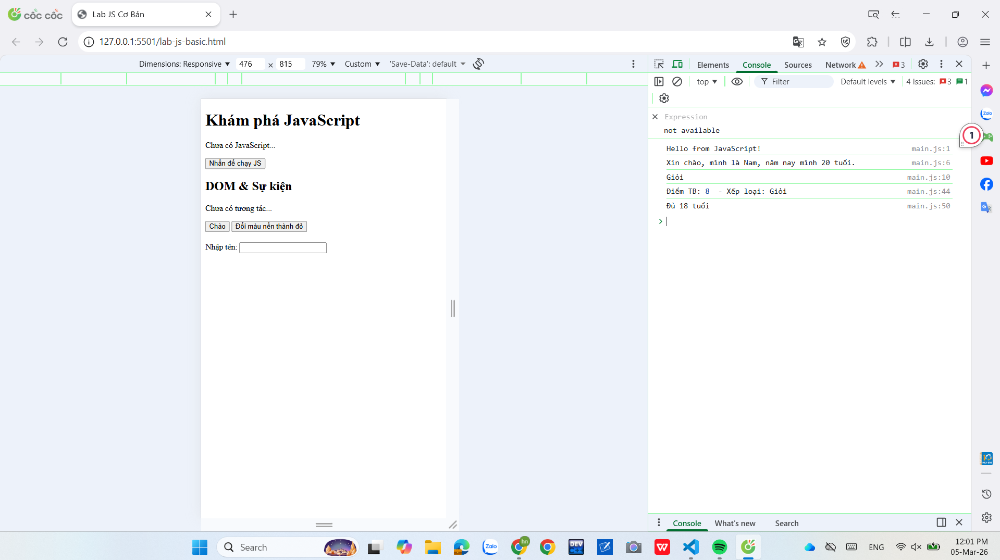 cốc cốc
Lab JS Cơ Bản
127.0.0.1:5501/lab-js-basic.html
Dimensions: Responsive 476 × 815 79% Custom 'Save-Data': default
Elements Console Sources Network 3
top Filter Default levels 4 Issues: 3 1
Expression
not available
Hello from JavaScript! main.js:1
Xin chào, mình là Nam, năm nay mình 20 tuổi. main.js:6
Giỏi main.js:10
Điểm TB: 8 - Xếp loại: Giỏi main.js:44
Đủ 18 tuổi main.js:50
Khám phá JavaScript
Chưa có JavaScript...
Nhấn để chạy JS
DOM & Sự kiện
Chưa có tương tác...
Chào Đổi màu nền thành đỏ
Nhập tên:
Zalo
1
Console What's new Search
Search
Zalo
hn
DEV
C++
ENG
12:01 PM
05-Mar-26